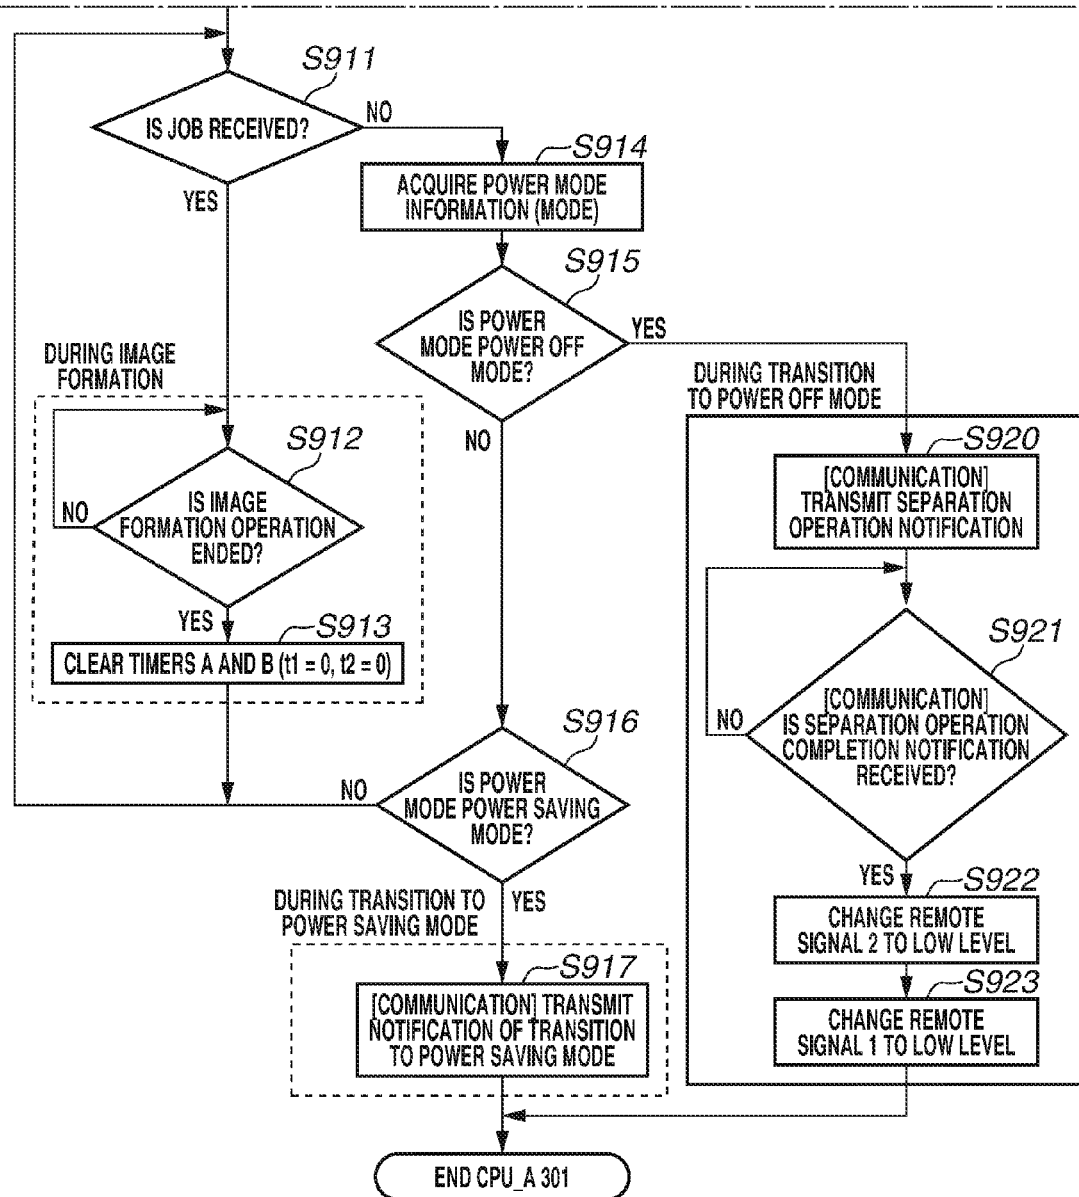 S911
IS JOB RECEIVED?
NO
YES
S914
ACQUIRE POWER MODE
INFORMATION (MODE)
S915
IS POWER
MODE POWER OFF
MODE?
YES
NO
DURING IMAGE
FORMATION
S912
IS IMAGE
FORMATION OPERATION
ENDED?
NO
YES
S913
CLEAR TIMERS A AND B (t1 = 0, t2 = 0)
DURING TRANSITION
TO POWER OFF MODE
S920
[COMMUNICATION]
TRANSMIT SEPARATION
OPERATION NOTIFICATION
S921
[COMMUNICATION]
IS SEPARATION OPERATION
COMPLETION NOTIFICATION
RECEIVED?
NO
YES
S916
IS POWER
MODE POWER SAVING
MODE?
NO
YES
DURING TRANSITION TO
POWER SAVING MODE
S917
[COMMUNICATION] TRANSMIT
NOTIFICATION OF TRANSITION
TO POWER SAVING MODE
S922
CHANGE REMOTE
SIGNAL 2 TO LOW LEVEL
S923
CHANGE REMOTE
SIGNAL 1 TO LOW LEVEL
END CPU_A 301